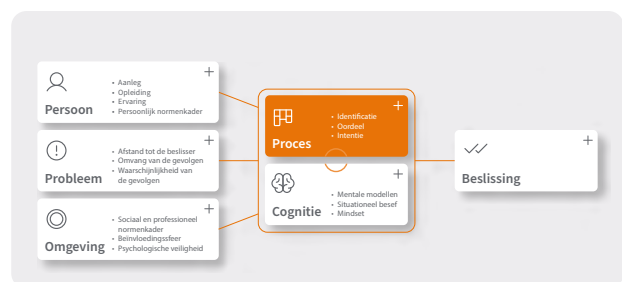 Persoon
• Aanleg
• Opleiding
• Ervaring
• Persoonlijk normenkader
Probleem
• Afstand tot de beslisser
• Omvang van de gevolgen
• Waarschijnlijkheid van
de gevolgen
Omgeving
• Sociaal en professioneel
normenkader
• Beïnvloedingssfeer
• Psychologische veiligheid
Proces
• Identificatie
• Oordeel
• Intentie
Cognitie
• Mentale modellen
• Situationeel besef
• Mindset
Beslissing